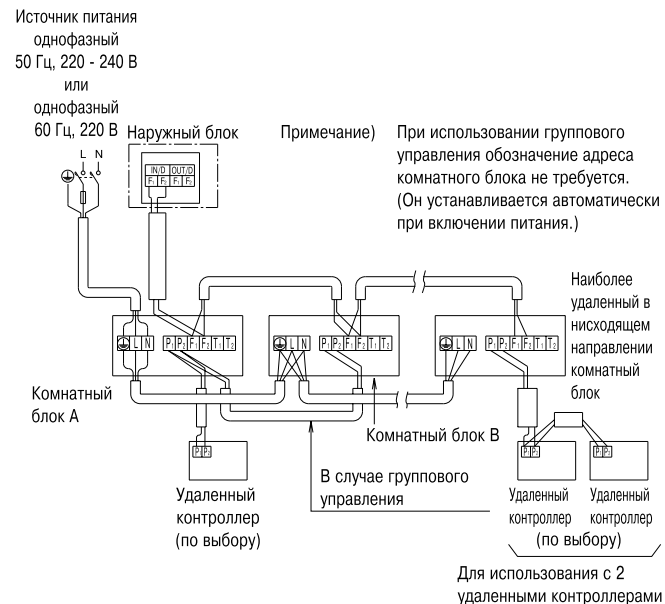 Источник питания
однофазный
50 Гц, 220 - 240 В
или
однофазный
60 Гц, 220 В
L N
Наружный блок
IN/D OUT/D
F1 F2 F1 F2
Примечание)
При использовании группового
управления обозначение адреса
комнатного блока не требуется.
(Он устанавливается автоматически
при включении питания.)
Наиболее
удаленный в
нисходящем
направлении
комнатный
блок
L N P1 P2 F1 F2 T1 T2
L N P1 P2 F1 F2 T1 T2
L N P1 P2 F1 F2 T1 T2
Комнатный
блок A
Комнатный блок B
P1 P2
Удаленный
контроллер
(по выбору)
В случае группового
управления
P1 P2
P1 P2
Удаленный
контроллер
Удаленный
контроллер
(по выбору)
Для использования с 2
удаленными контроллерами